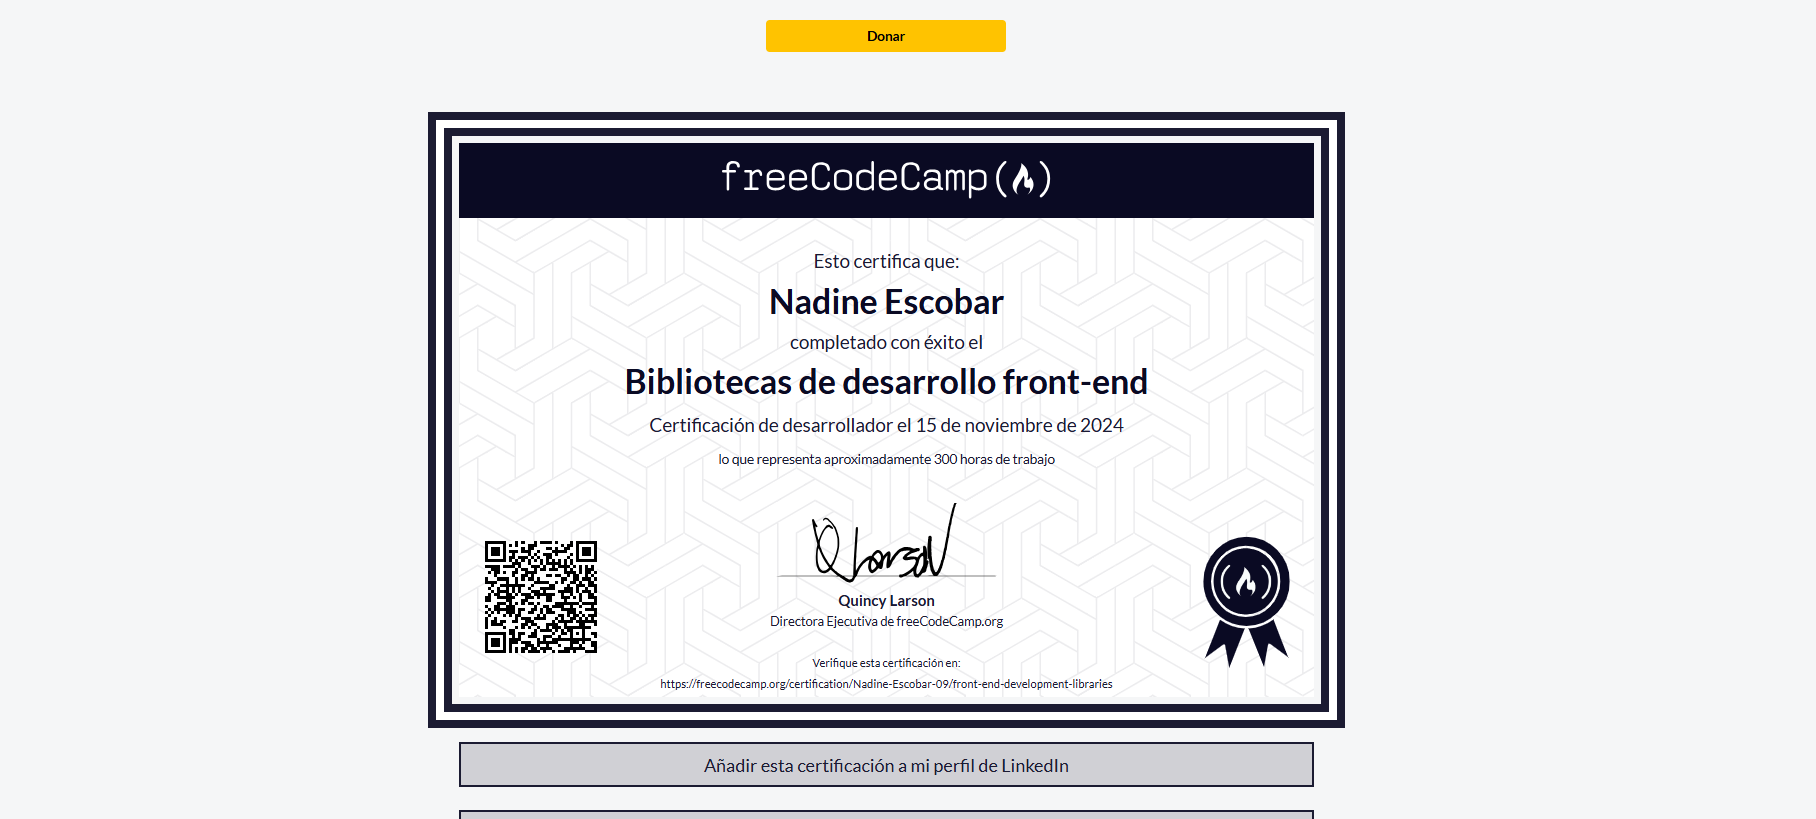 Donar
freeCodeCamp
Esto certifica que:
Nadine Escobar
completado con éxito el
Bibliotecas de desarrollo front-end
Certificación de desarrollador el 15 de noviembre de 2024
lo que representa aproximadamente 300 horas de trabajo
Quincy Larson
Directora Ejecutiva de freeCodeCamp.org
Verifique esta certificación en:
https://freecodecamp.org/certification/Nadine-Escobar-09/front-end-development-libraries
Añadir esta certificación a mi perfil de LinkedIn